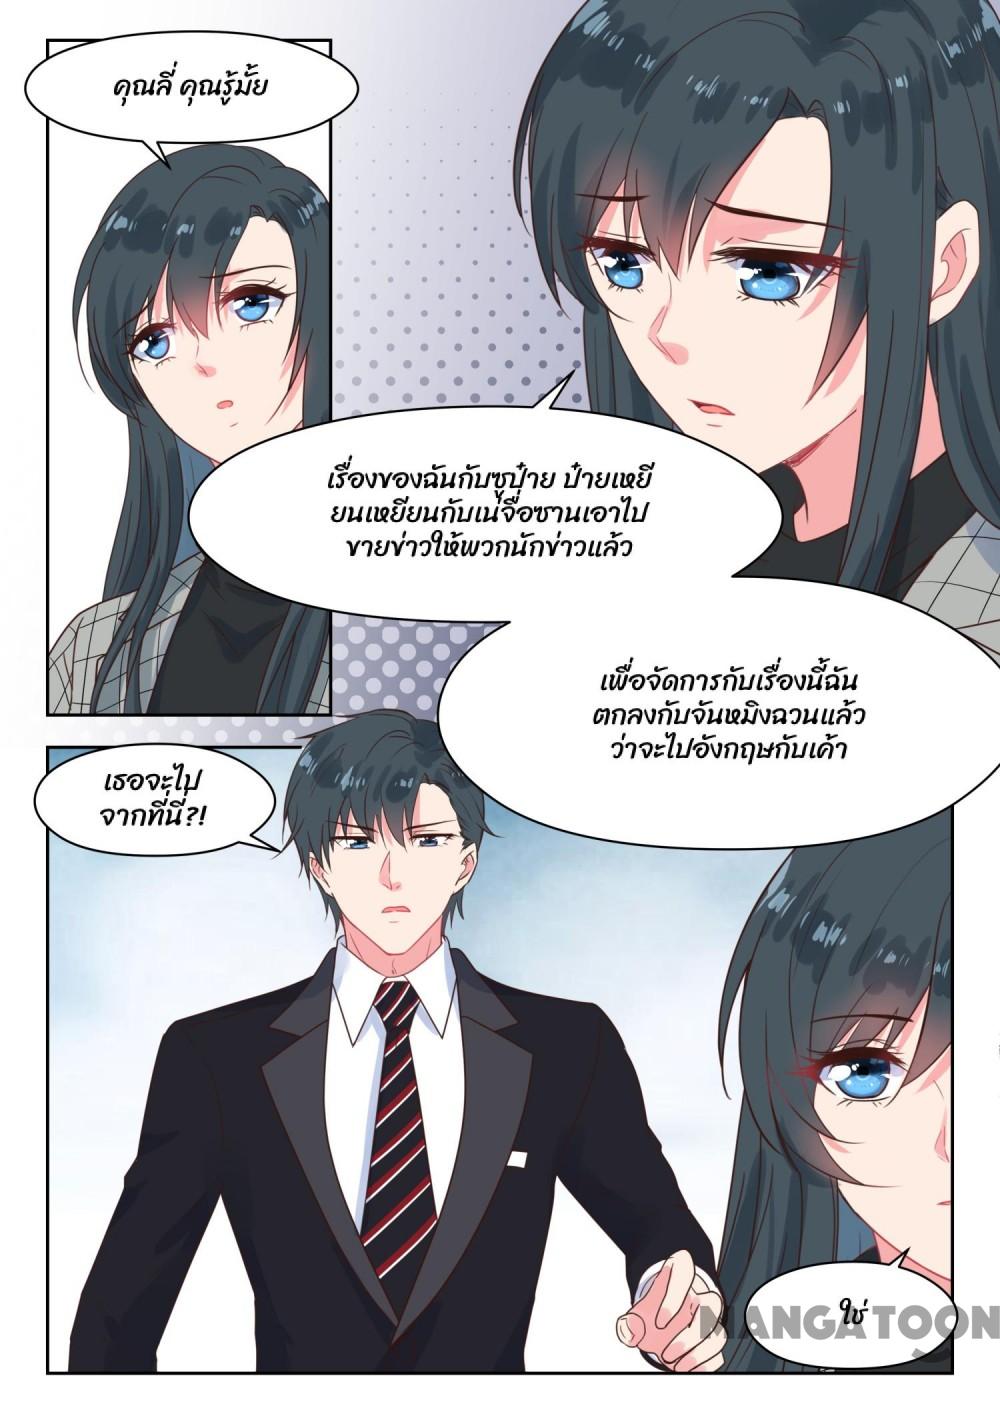 คุณลี่ คุณรู้มั้ย
เรื่องของฉันกับซูป๋าย ป๋ายเหยี
ยนเหยียนกับเน่จื่อซานเอาไป
ขายข่าวให้พวกนักข่าวแล้ว
เพื่อจัดการกับเรื่องนี้ฉัน
ตกลงกับจันหมิงฉวนแล้ว
ว่าจะไปอังกฤษกับเค้า
เธอจะไป
จากที่นี่?!
ใช่
MANGATOON